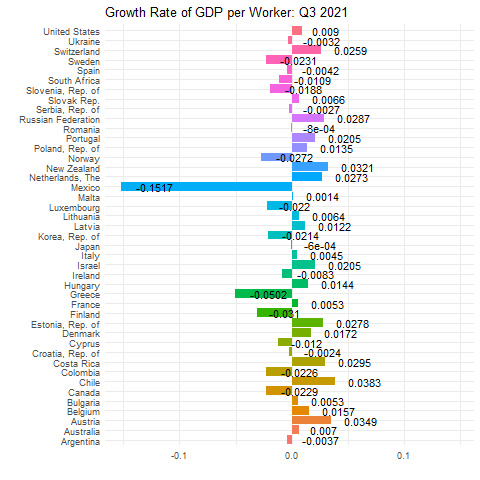 Growth Rate of GDP per Worker: Q3 2021
United States 0.009
Ukraine -0.0032
Switzerland 0.0259
Sweden -0.0231
Spain -0.0042
South Africa -0.0109
Slovenia, Rep. of -0.0188
Slovak Rep. 0.0066
Serbia, Rep. of -0.0027
Russian Federation 0.0287
Romania -8e-04
Portugal 0.0205
Poland, Rep. of 0.0135
Norway -0.0272
New Zealand 0.0321
Netherlands, The 0.0273
Mexico -0.1517
Malta 0.0014
Luxembourg -0.022
Lithuania 0.0064
Latvia 0.0122
Korea, Rep. of -0.0214
Japan -6e-04
Italy 0.0045
Israel 0.0205
Ireland -0.0083
Hungary 0.0144
Greece -0.0502
France 0.0053
Finland -0.031
Estonia, Rep. of 0.0278
Denmark 0.0172
Cyprus -0.012
Croatia, Rep. of -0.0024
Costa Rica 0.0295
Colombia -0.0226
Chile 0.0383
Canada -0.0229
Bulgaria 0.0053
Belgium 0.0157
Austria 0.0349
Australia 0.007
Argentina -0.0037
-0.1 0.0 0.1